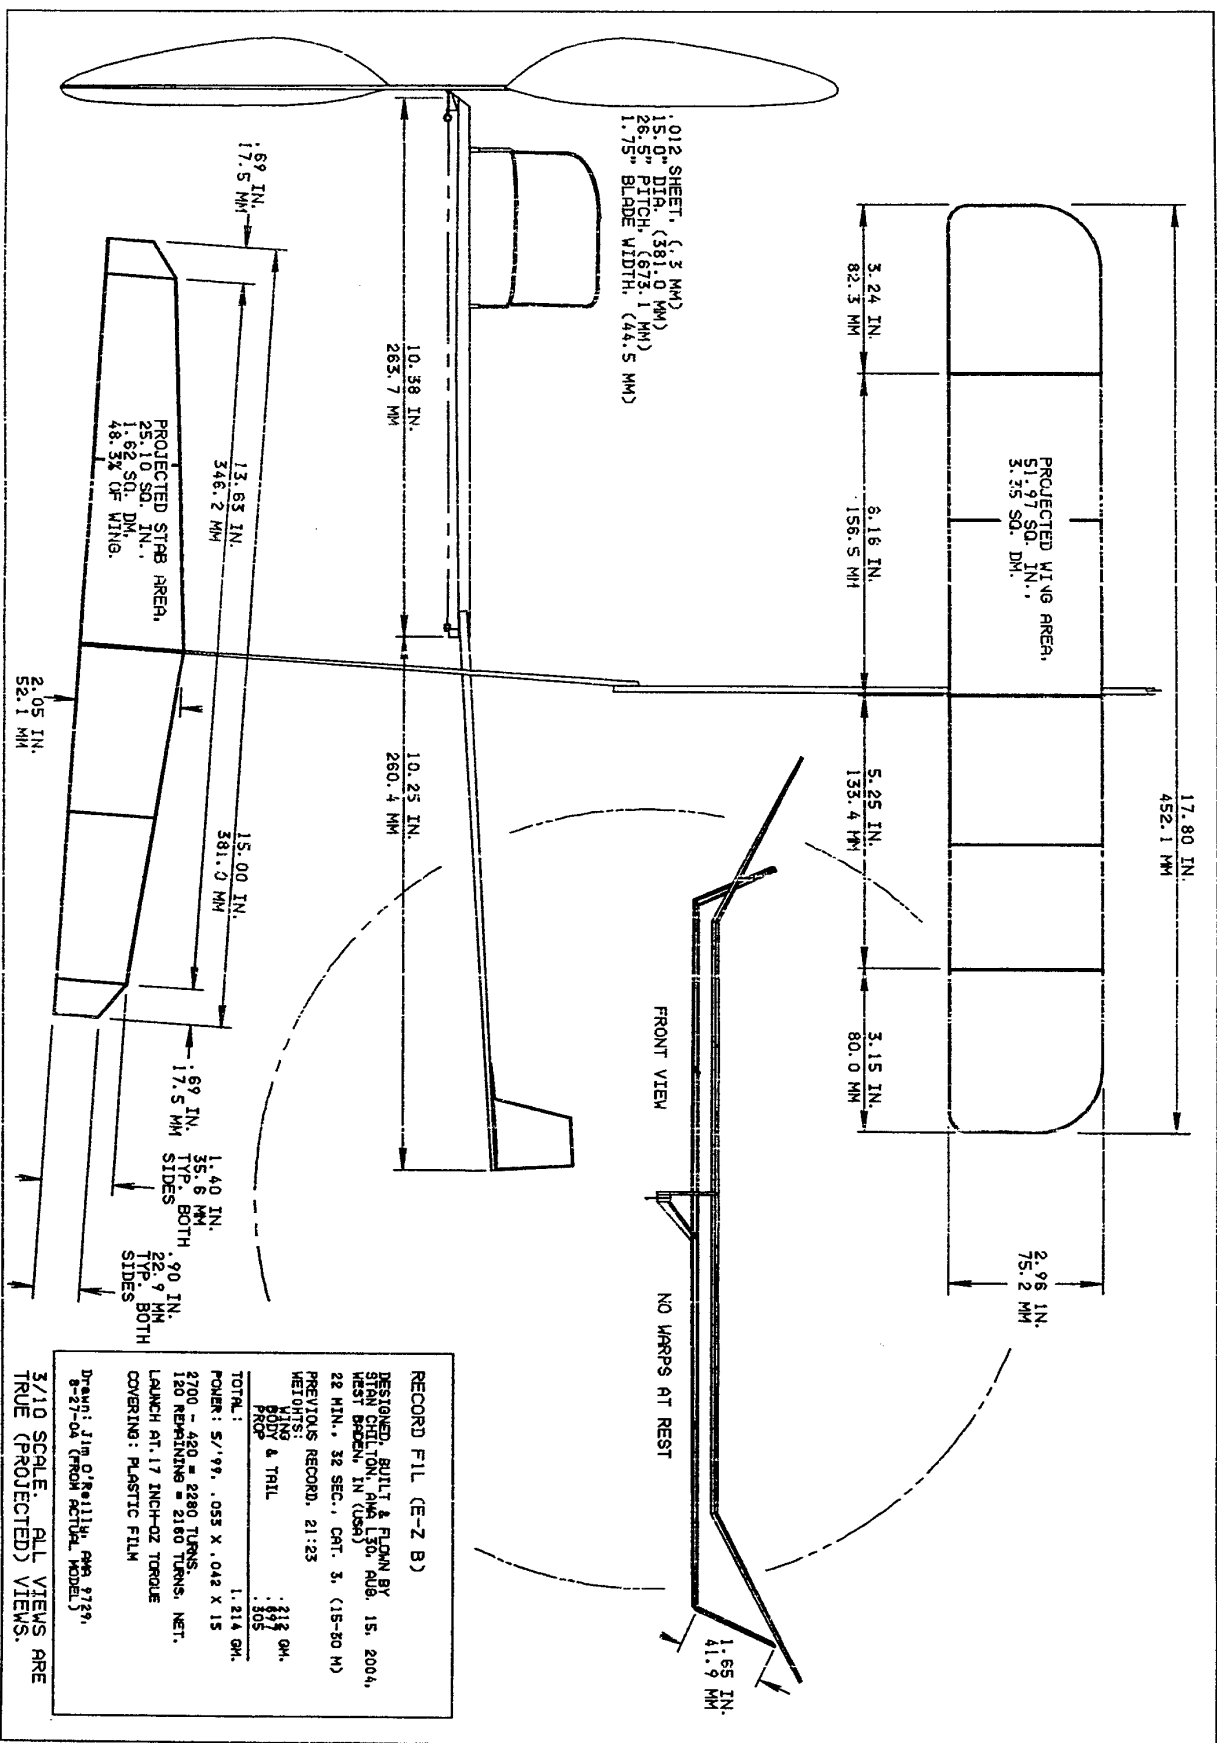 17.80 IN.
452.1 MM
3.24 IN.
82.3 MM
6.16 IN.
156.5 MM
5.25 IN.
133.4 MM
3.15 IN.
80.0 MM
2.96 IN.
75.2 MM
PROJECTED WING AREA,
51.97 SQ. IN.,
3.35 SQ. DM.
.012 SHEET, (.3 MM)
15.0" DIA. (381.0 MM)
26.5" PITCH, (673.1 MM)
1.75" BLADE WIDTH, (44.5 MM)
FRONT VIEW
NO WARPS AT REST
1.65 IN.
41.9 MM
10.38 IN.
263.7 MM
10.25 IN.
260.4 MM
.69 IN.
17.5 MM
13.63 IN.
346.2 MM
15.00 IN.
381.0 MM
PROJECTED STAB AREA,
25.10 SQ. IN.,
1.62 SQ. DM,
48.3% OF WING.
2.05 IN.
52.1 MM
.69 IN.
17.5 MM
1.40 IN.
35.6 MM
TYP. BOTH
SIDES
.90 IN.
22.9 MM
TYP. BOTH
SIDES
RECORD F1L (E-Z B)
DESIGNED, BUILT & FLOWN BY
STAN CHILTON, AMA L30, AUG. 15, 2004,
WEST BADEN, IN (USA)
22 MIN., 32 SEC., CAT. 3, (15-30 M)
PREVIOUS RECORD, 21:23
WEIGHTS:
WING .212 GM.
BODY & TAIL .697
PROP .305
TOTAL: 1.214 GM.
POWER: 5/'99, .053 X .042 X 15
2700 - 420 = 2280 TURNS.
120 REMAINING = 2160 TURNS, NET.
LAUNCH AT .17 INCH-OZ TORQUE
COVERING: PLASTIC FILM
Drawn: Jim O'Reilly, AMA 9729,
8-27-04 (FROM ACTUAL MODEL)
3/10 SCALE. ALL VIEWS ARE
TRUE (PROJECTED) VIEWS.